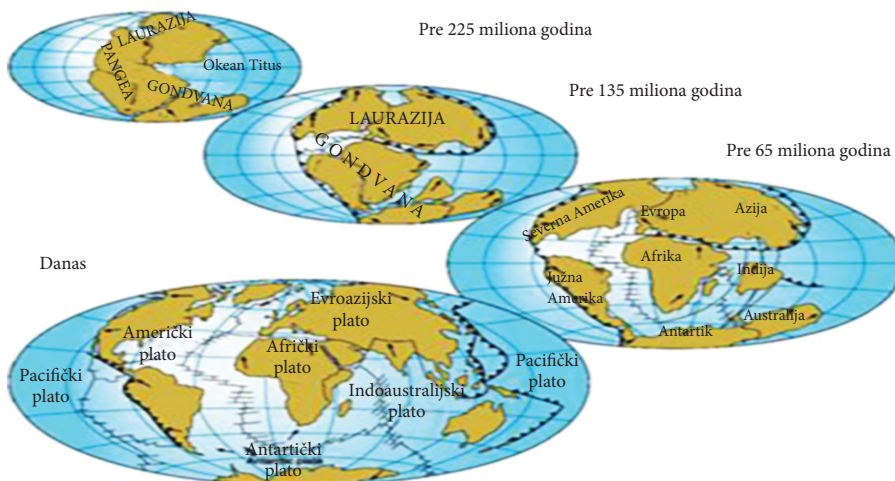 Pre 225 miliona godina
LAURAZIJA
PANGEA
Okean Titus
GONDVANA
Pre 135 miliona godina
LAURAZIJA
GONDVANA
Pre 65 miliona godina
Severna Amerika
Evropa
Azija
Afrika
Indija
Južna
Amerika
Australija
Antartik
Danas
Evroazijski
plato
Američki
plato
Afrički
plato
Pacifički
plato
Pacifički
plato
Indoaustralijski
plato
Antartički
plato